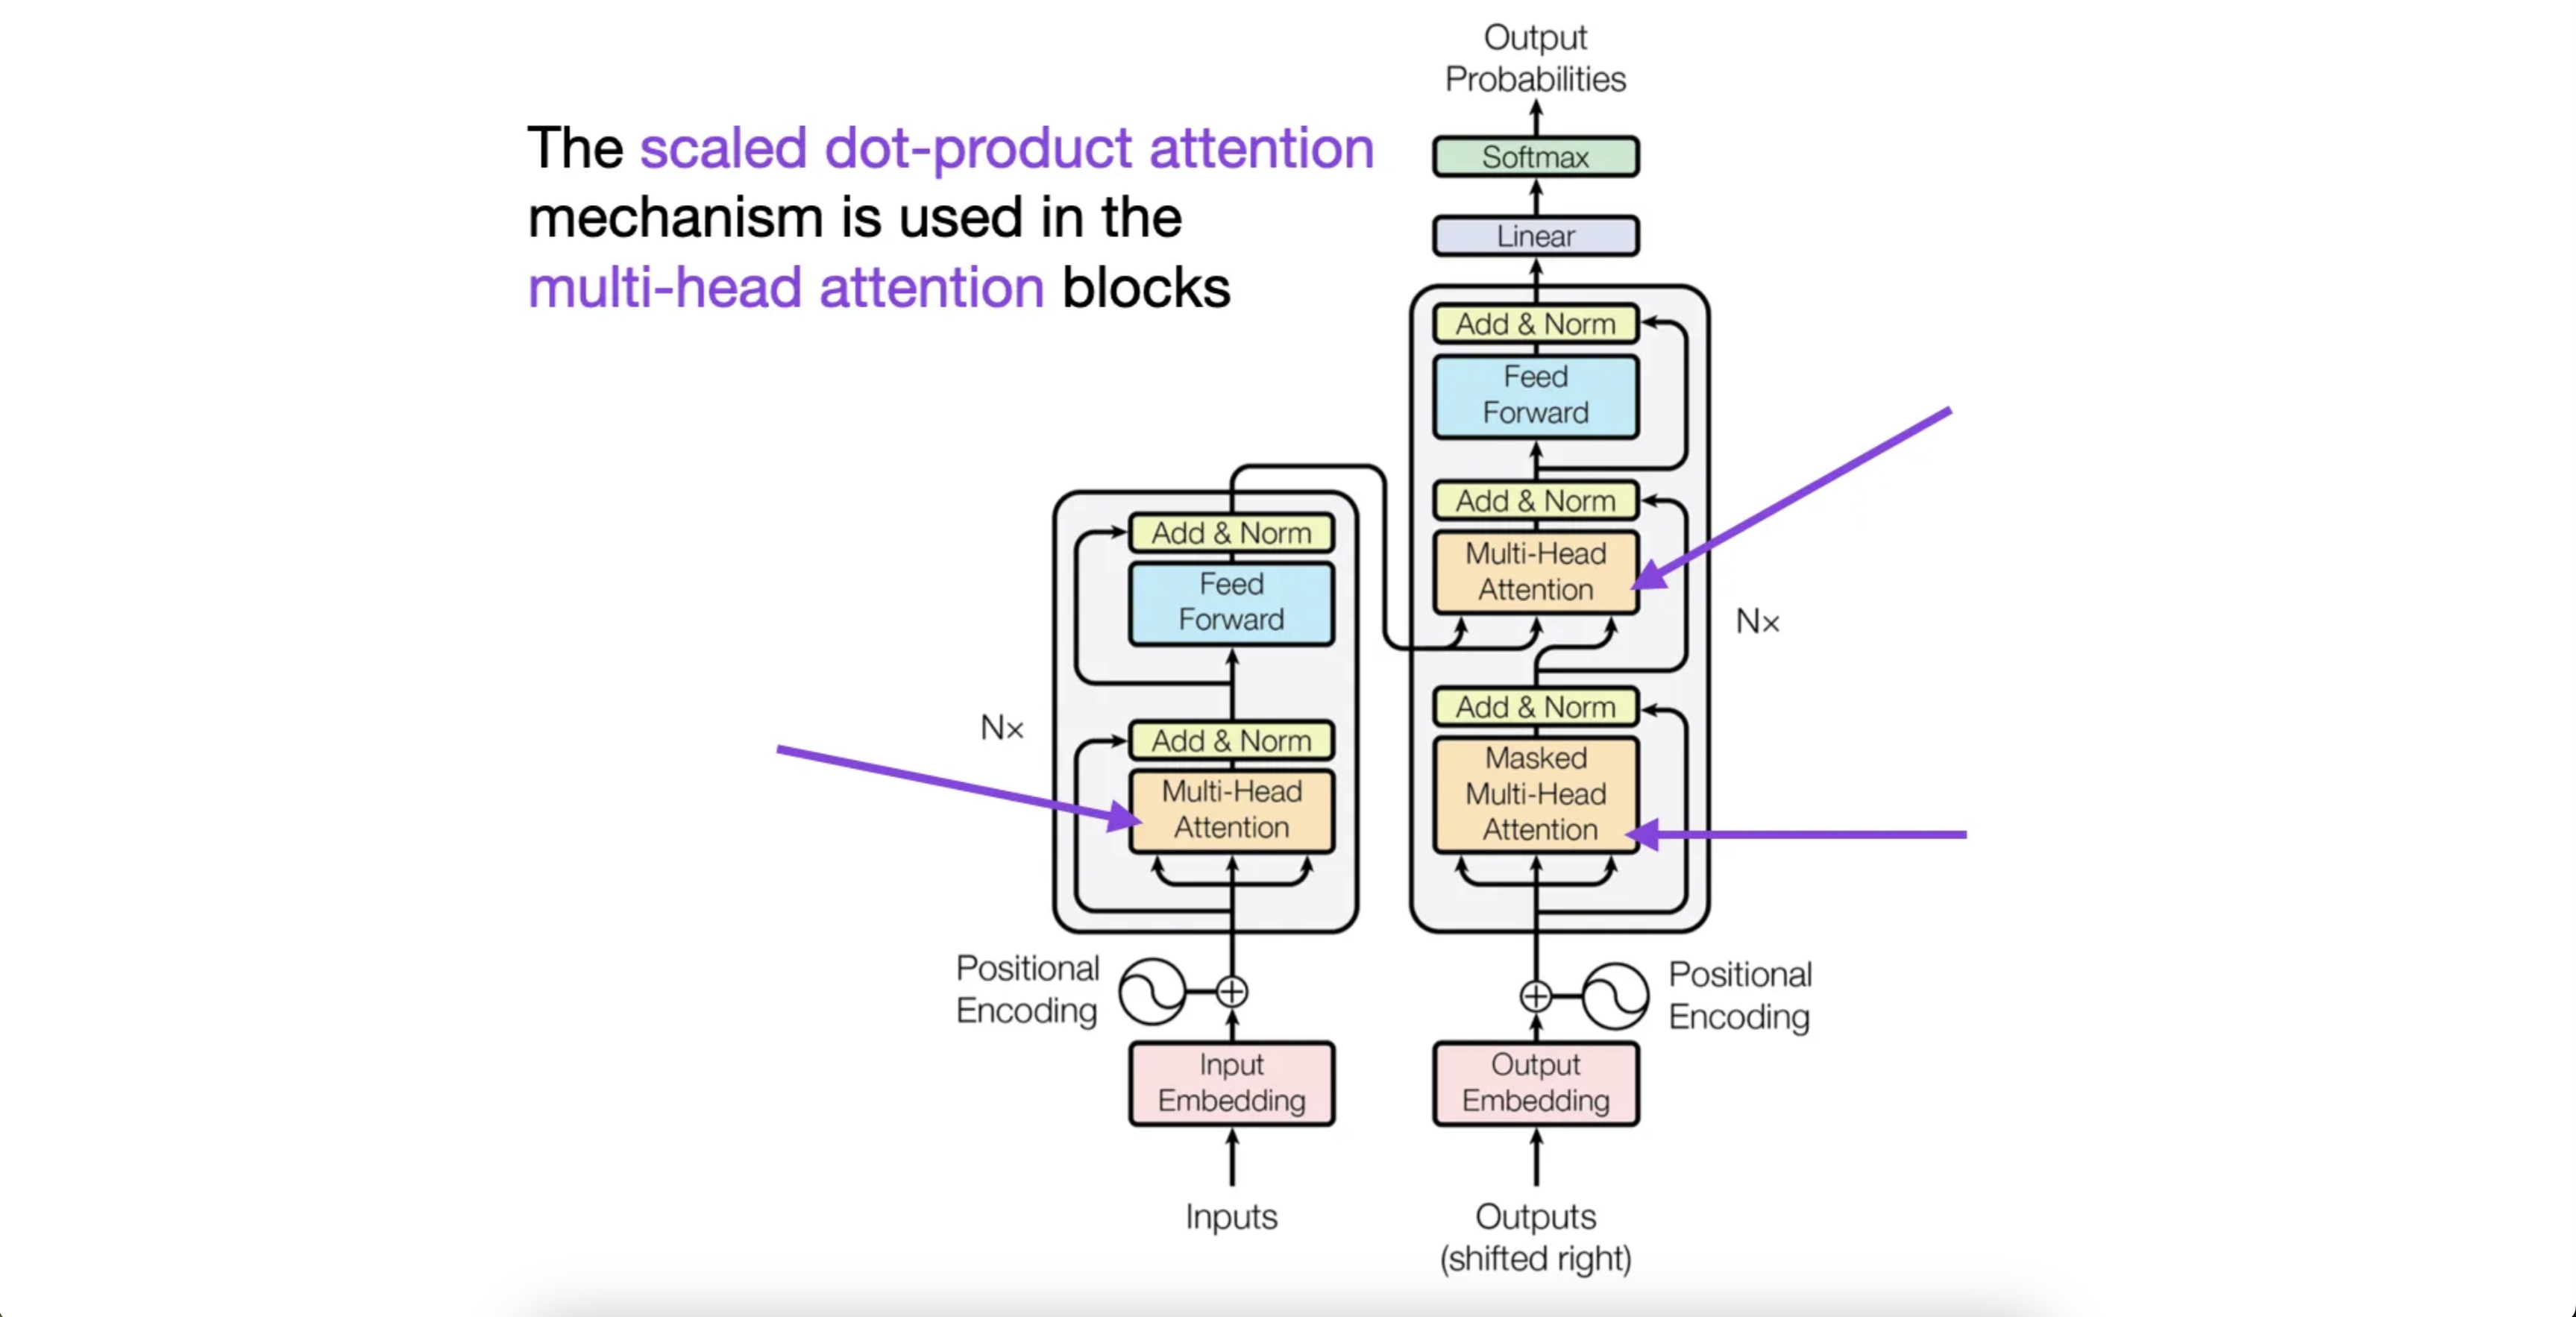 The scaled dot-product attention
mechanism is used in the
multi-head attention blocks
Output
Probabilities
Softmax
Linear
Add & Norm
Feed
Forward
Add & Norm
Multi-Head
Attention
Nx
Add & Norm
Masked
Multi-Head
Attention
Add & Norm
Feed
Forward
Nx
Add & Norm
Multi-Head
Attention
Positional
Encoding
Positional
Encoding
Input
Embedding
Output
Embedding
Inputs
Outputs
(shifted right)